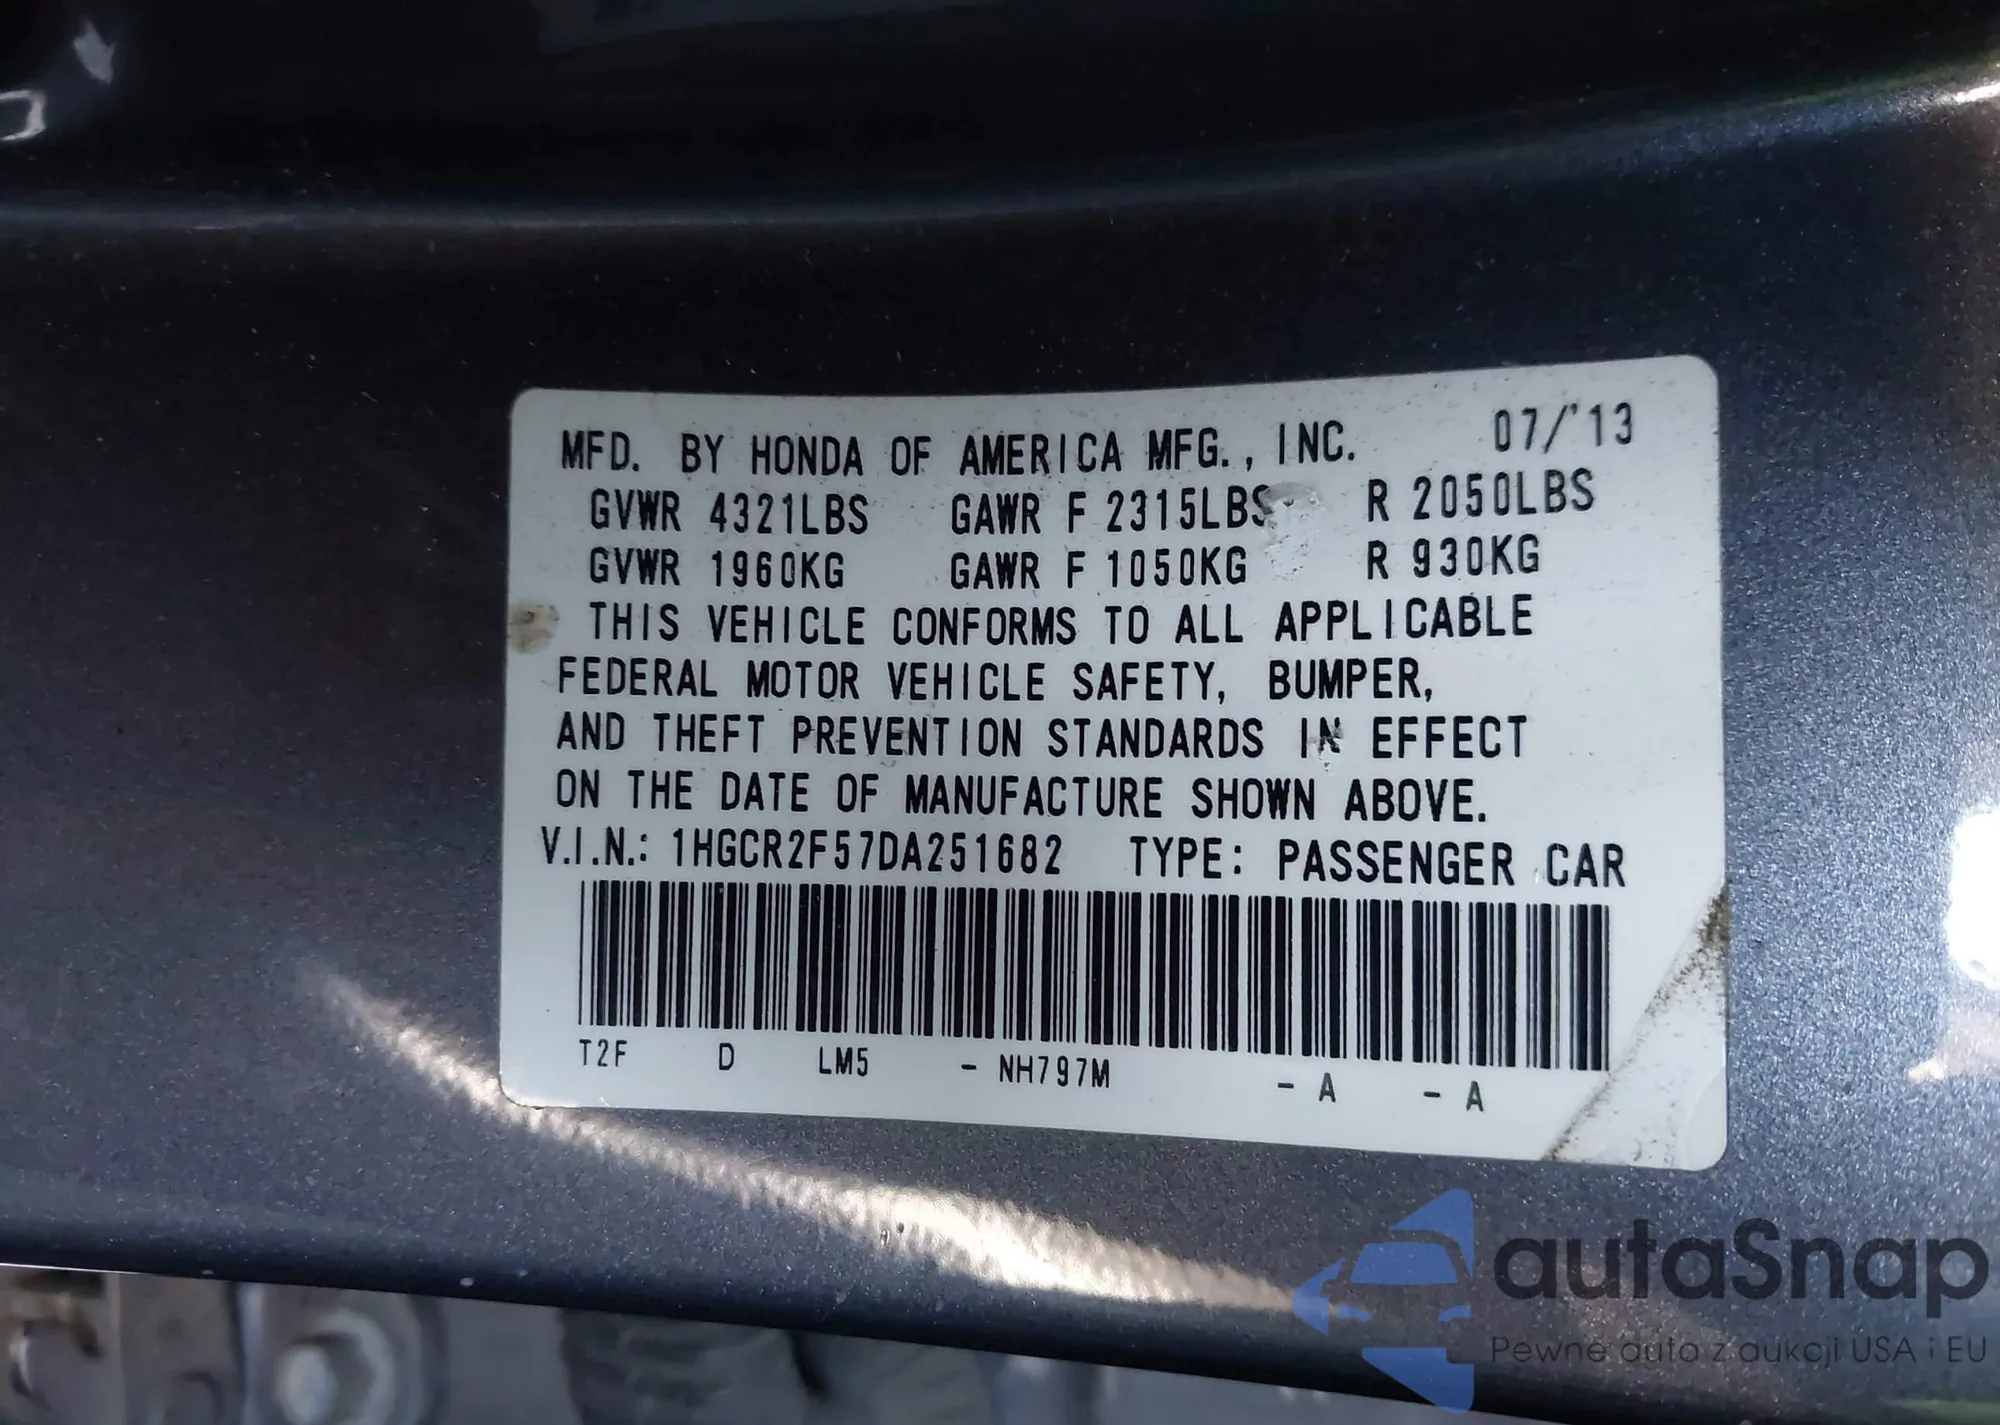 MFD. BY HONDA OF AMERICA MFG., INC. 07/'13
GVWR 4321LBS GAWR F 2315LBS R 2050LBS
GVWR 1960KG GAWR F 1050KG R 930KG
THIS VEHICLE CONFORMS TO ALL APPLICABLE
FEDERAL MOTOR VEHICLE SAFETY, BUMPER,
AND THEFT PREVENTION STANDARDS IN EFFECT
ON THE DATE OF MANUFACTURE SHOWN ABOVE.
V.I.N.: 1HGCR2F57DA251682 TYPE: PASSENGER CAR
T2F D LM5 - NH797M - A - A
autaSnap
Pewne auta z aukcji USA i EU